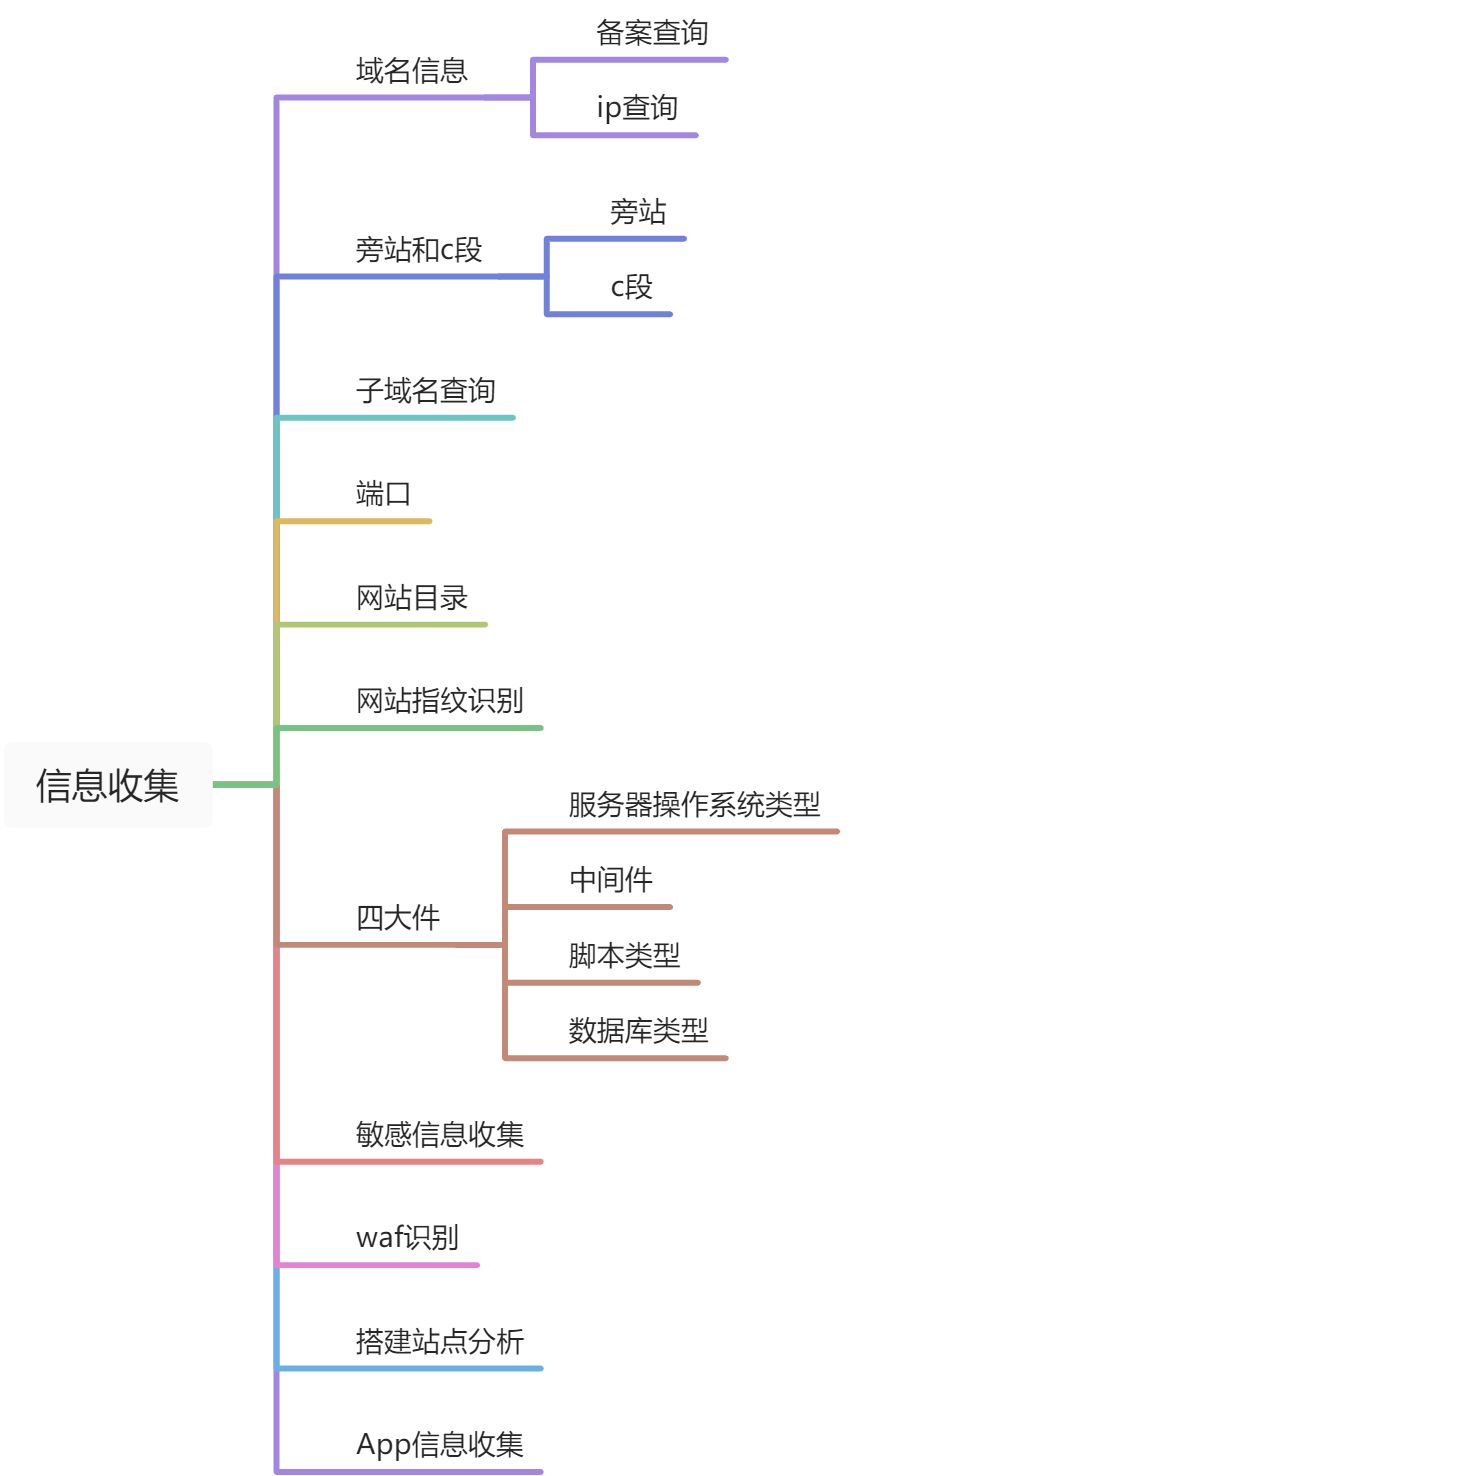 备案查询
域名信息
ip查询
旁站
旁站和c段
c段
子域名查询
端口
网站目录
网站指纹识别
信息收集
服务器操作系统类型
中间件
四大件
脚本类型
数据库类型
敏感信息收集
waf识别
搭建站点分析
App信息收集